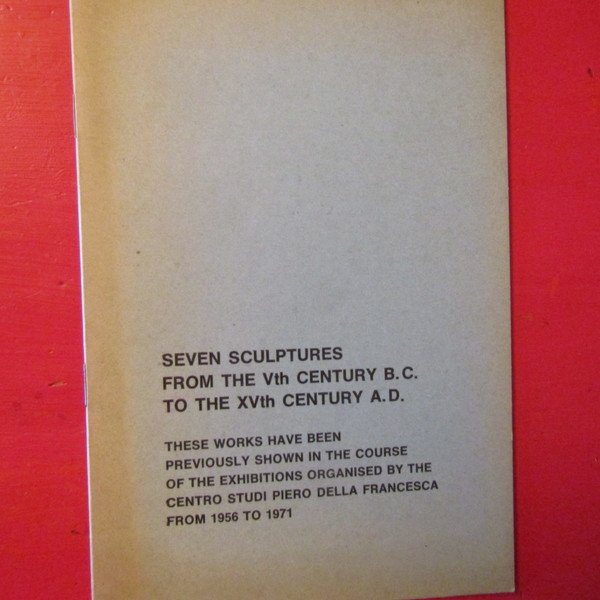 SEVEN SCULPTURES
FROM THE Vth CENTURY B.C.
TO THE XVth CENTURY A.D.
THESE WORKS HAVE BEEN
PREVIOUSLY SHOWN IN THE COURSE
OF THE EXHIBITIONS ORGANISED BY THE
CENTRO STUDI PIERO DELLA FRANCESCA
FROM 1956 TO 1971